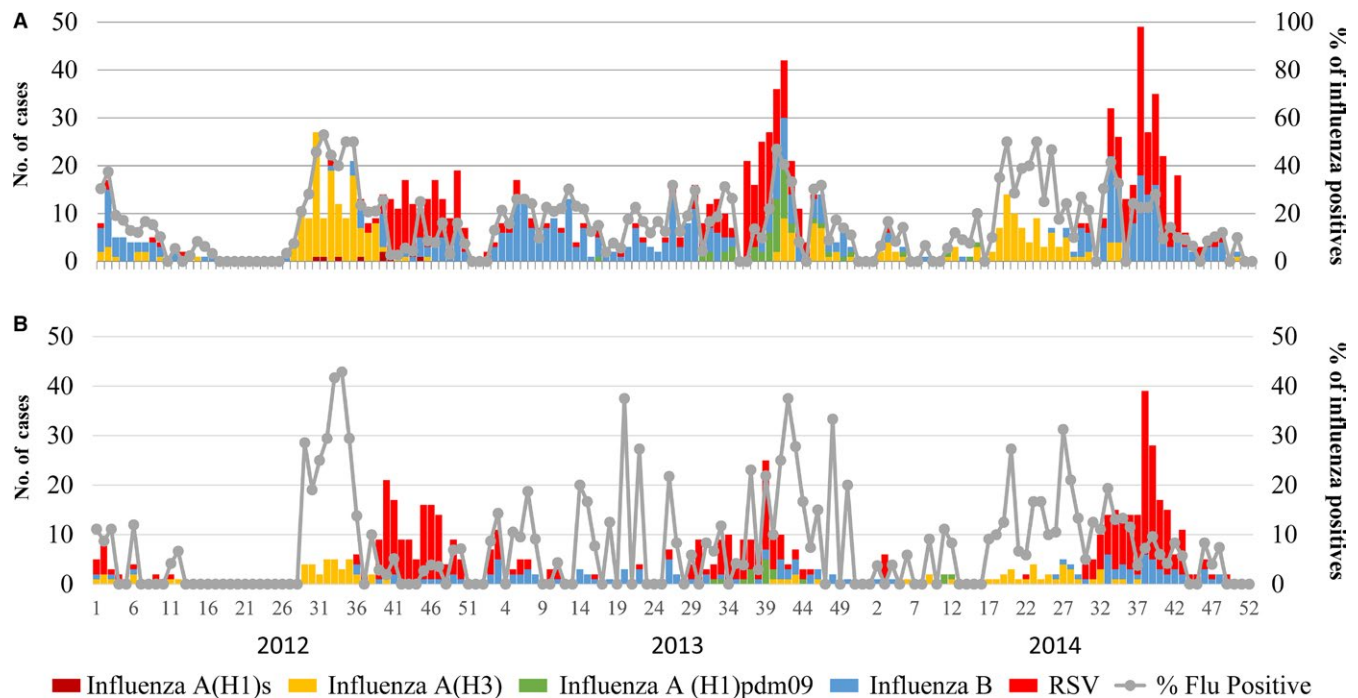 A
50 100
40 80
30 60
20 40
10 20
0 0
No. of cases
% of influenza positives
B
50 50
40 40
30 30
20 20
10 10
0 0
No. of cases
% of influenza positives
1 6 11 16 21 26 31 36 41 46 51 4 9 14 19 24 29 34 39 44 49 2 7 12 17 22 27 32 37 42 47 52
2012 2013 2014
Influenza A(H1)s Influenza A(H3) Influenza A (H1)pdm09 Influenza B RSV % Flu Positive